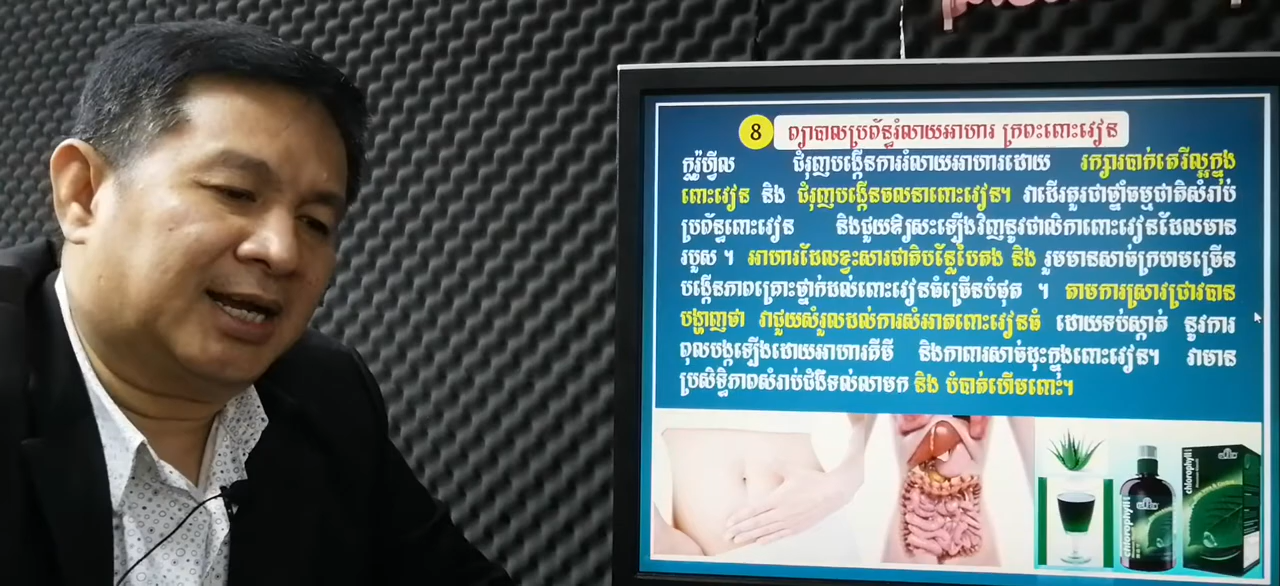 8 ព្យាបាលប្រព័ន្ធរំលាយអាហារ ក្រពះពោះវៀន
ក្លរ៉ូហ្វីល ជំរុញបង្កើនការរំលាយអាហារដោយ រក្សាបាក់តេរីល្អក្នុង
ពោះវៀន និង ជំរុញបង្កើនចលនាពោះវៀន។ វាដើរតួរជាថ្នាំធម្មជាតិសំរាប់
ប្រព័ន្ធពោះវៀន និងជួយឱ្យសះឡើងវិញនូវជាលិកាពោះវៀនដែលមាន
របួស ។ អាហារដែលខ្វះសារជាតិបន្លែបៃតង និង រួមមានសាច់ក្រហមច្រើន
បង្កើនភាពគ្រោះថ្នាក់ដល់ពោះវៀនធំច្រើនបំផុត ។ តាមការស្រាវជ្រាវបាន
បង្ហាញថា វាជួយសំរួលដល់ការសំអាតពោះវៀនធំ ដោយទប់ស្កាត់ នូវការ
ពុលបង្កឡើងដោយអាហារគីមី និងការពារសាច់ដុះក្នុងពោះវៀន។ វាមាន
ប្រសិទ្ធិភាពសំរាប់ជំងឺទល់លាមក និង បំបាត់ហើមពោះ។
chlorophyll
chlorophyll